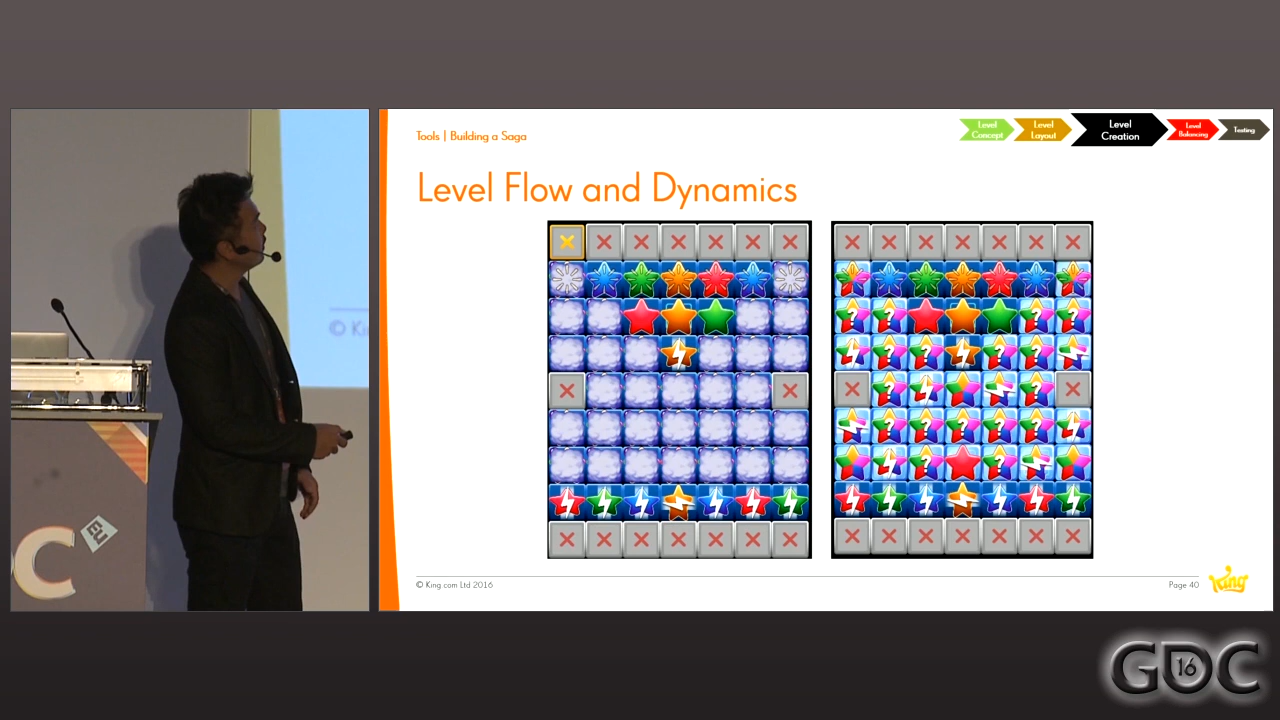 Tools | Building a Saga
Level
Concept
Level
Layout
Level
Creation
Level
Balancing
Testing
Level Flow and Dynamics
© King.com Ltd 2016
Page 40
King
© Ki
C
GDC
16